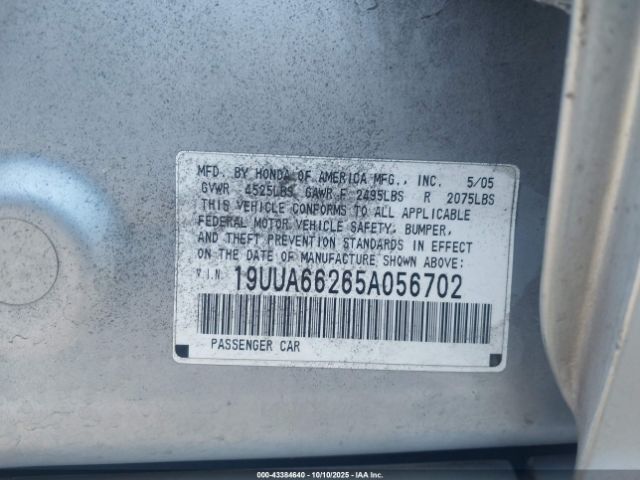 MFD. BY HONDA OF AMERICA MFG., INC. 5/05
GVWR 4525LBS GAWR F 2495LBS R 2075LBS
THIS VEHICLE CONFORMS TO ALL APPLICABLE
FEDERAL MOTOR VEHICLE SAFETY, BUMPER,
AND THEFT PREVENTION STANDARDS IN EFFECT
ON THE DATE OF MANUFACTURE SHOWN ABOVE:
V.I.N. 19UUA66265A056702
PASSENGER CAR
000-43384640 - 10/10/2025 - © IAA Holdings, LLC